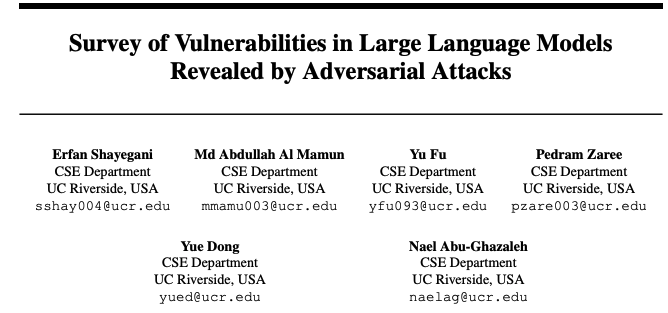 Survey of Vulnerabilities in Large Language Models
Revealed by Adversarial Attacks
Erfan Shayegani
CSE Department
UC Riverside, USA
sshay004@ucr.edu
Md Abdullah Al Mamun
CSE Department
UC Riverside, USA
mmamu003@ucr.edu
Yu Fu
CSE Department
UC Riverside, USA
yfu093@ucr.edu
Pedram Zaree
CSE Department
UC Riverside, USA
pzare003@ucr.edu
Yue Dong
CSE Department
UC Riverside, USA
yued@ucr.edu
Nael Abu-Ghazaleh
CSE Department
UC Riverside, USA
naelag@ucr.edu